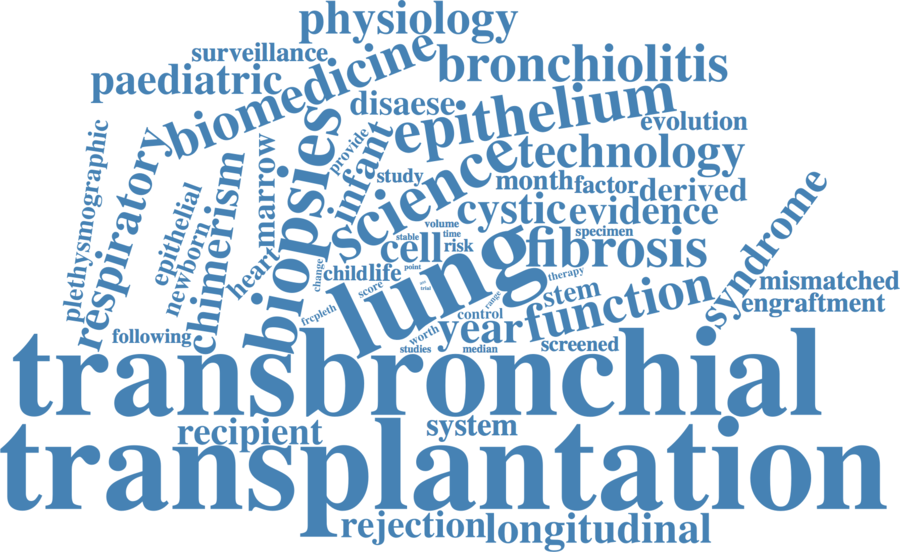 physiology
surveillance
biomedicine
bronchiolitis
paediatric
disaese
epithelium
evolution
plethysmographic
respiratory
provide
infant
science
technology
study
month
factor
derived
epithelial
newborn
chimerism
marrow
biopsies
cystic
evidence
syndrome
volume
time
stable
cell
risk
specimen
fibrosis
heart
change
child
life
point
lung
therapy
mismatched
score
trial
range
stem
function
engraftment
frcpleth
control
worth
year
following
studies
median
screened
transbronchial
recipient
system
transplantation
rejection
longitudinal